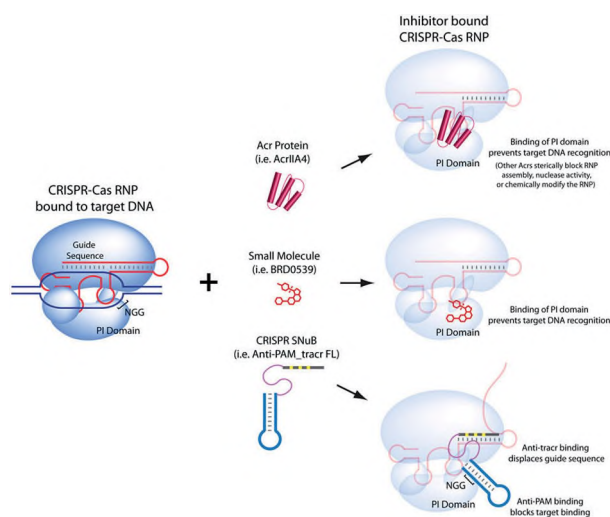 Inhibitor bound
CRISPR-Cas RNP
Acr Protein
(i.e. AcrIIA4)
PI Domain
Binding of PI domain
prevents target DNA recognition
(Other Acrs sterically block RNP
assembly, nuclease activity,
or chemically modify the RNP)
CRISPR-Cas RNP
bound to target DNA
Guide
Sequence
NGG
PI Domain
+
Small Molecule
(i.e. BRD0539)
PI Domain
Binding of PI domain
prevents target DNA recognition
CRISPR SNuB
(i.e. Anti-PAM_tracr FL)
Anti-tracr binding
displaces guide sequence
NGG
PI Domain
Anti-PAM binding
blocks target binding